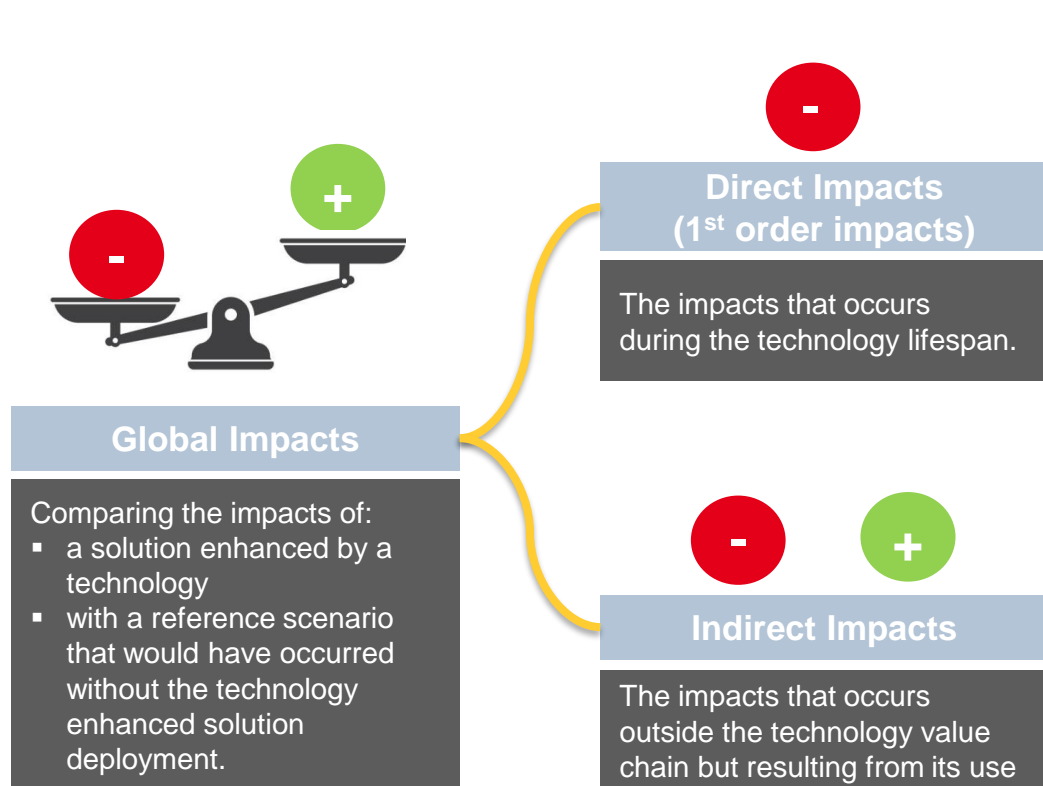 -
+
-
Global Impacts
Comparing the impacts of:
▪ a solution enhanced by a
technology
▪ with a reference scenario
that would have occurred
without the technology
enhanced solution
deployment.
Direct Impacts
(1st order impacts)
The impacts that occurs
during the technology lifespan.
-
+
Indirect Impacts
The impacts that occurs
outside the technology value
chain but resulting from its use
-